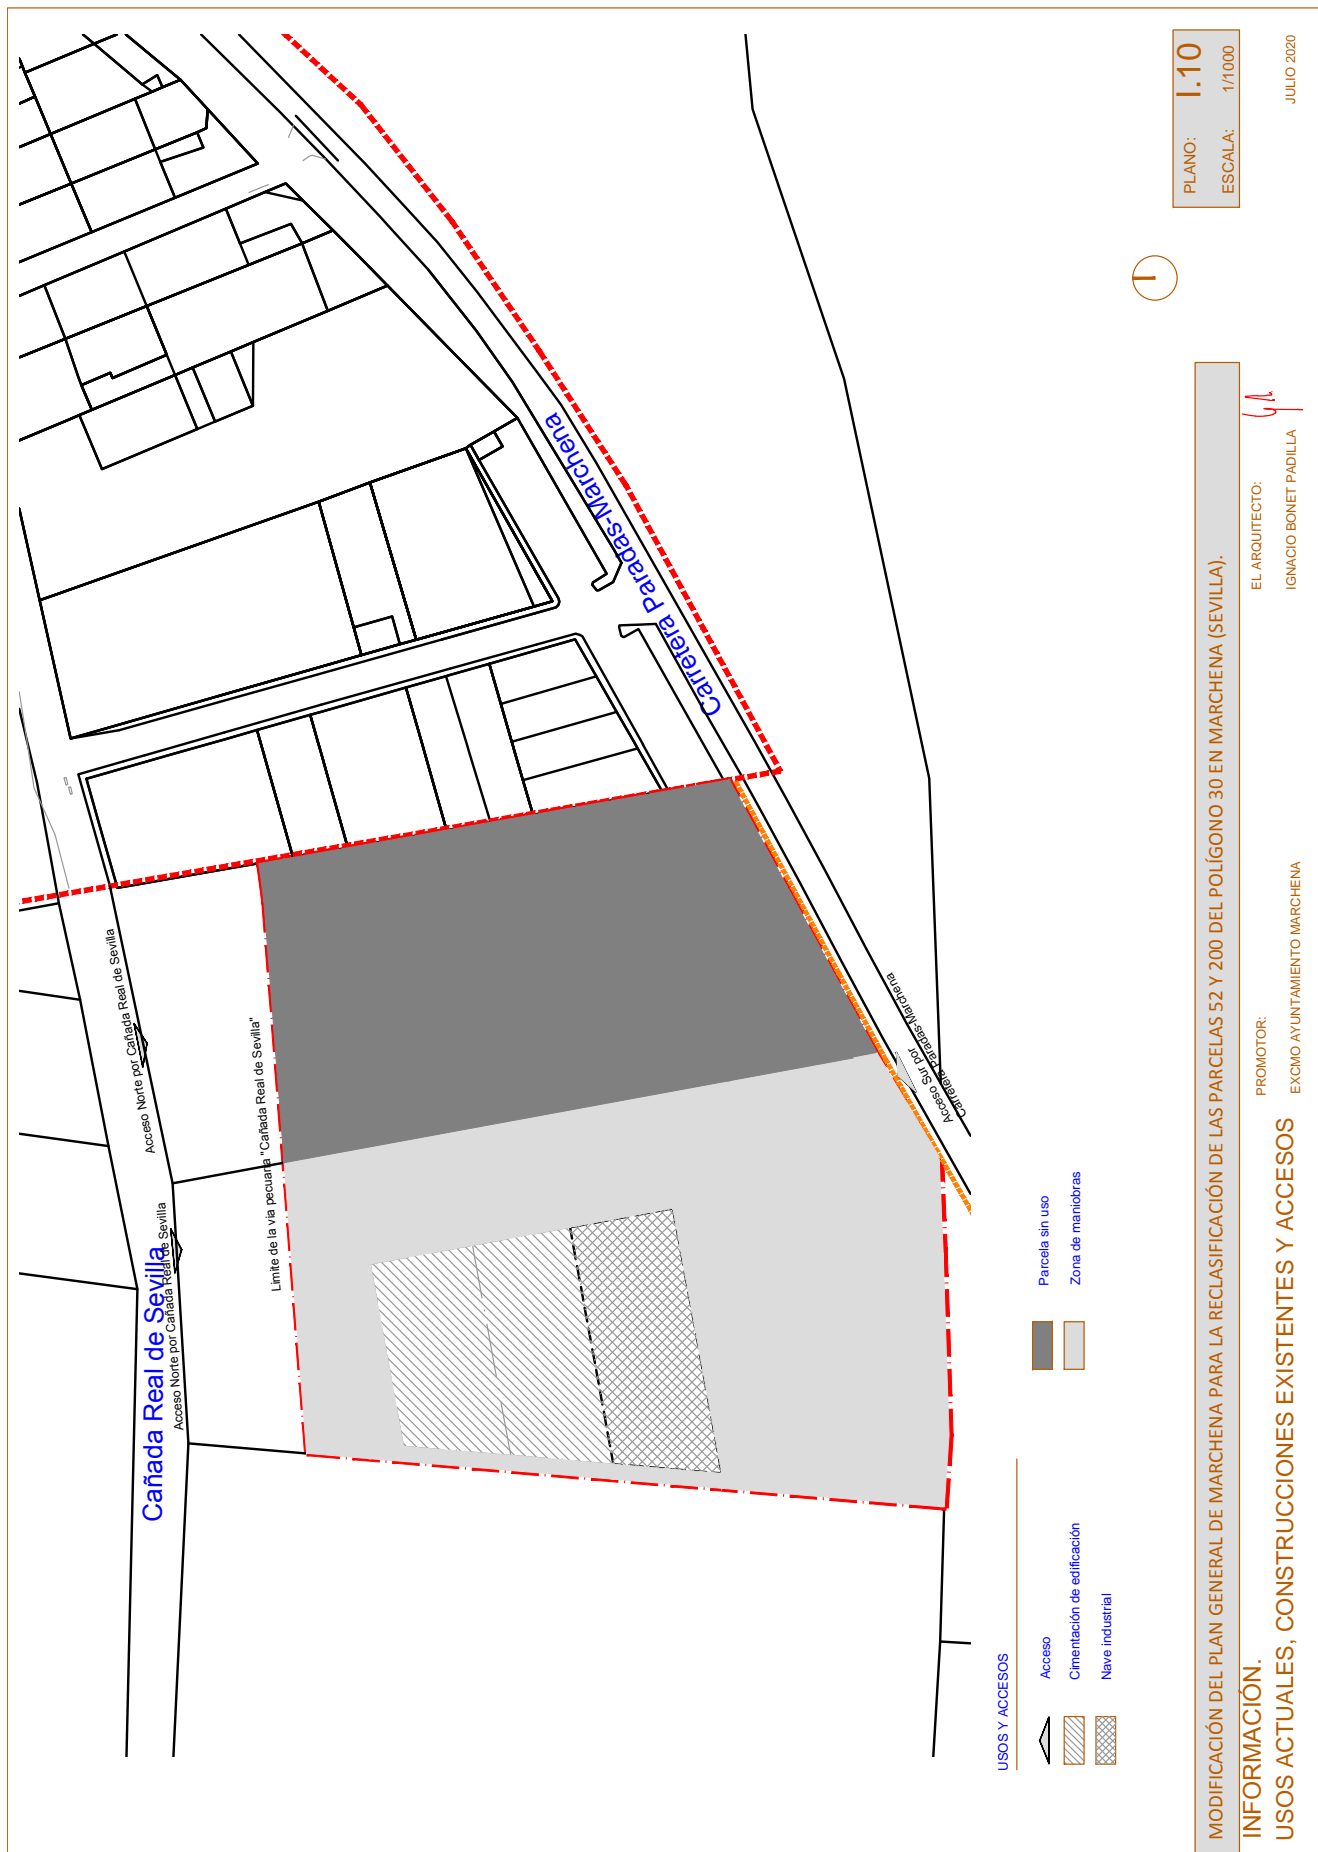 Cañada Real de Sevilla
Acceso Norte por Cañada Real de Sevilla
Acceso Norte por Cañada Real de Sevilla
Limite de la via pecuaria "Cañada Real de Sevilla"
Carretera Paradas-Marchena
Acceso Sur por
Carretera Paradas-Marchena
USOS Y ACCESOS
Acceso
Cimentación de edificación
Nave industrial
Parcela sin uso
Zona de maniobras
MODIFICACIÓN DEL PLAN GENERAL DE MARCHENA PARA LA RECLASIFICACIÓN DE LAS PARCELAS 52 Y 200 DEL POLÍGONO 30 EN MARCHENA (SEVILLA).
INFORMACIÓN.
USOS ACTUALES, CONSTRUCCIONES EXISTENTES Y ACCESOS
PROMOTOR:
EXCMO AYUNTAMIENTO MARCHENA
EL ARQUITECTO:
IGNACIO BONET PADILLA
PLANO: I.10
ESCALA: 1/1000
JULIO 2020